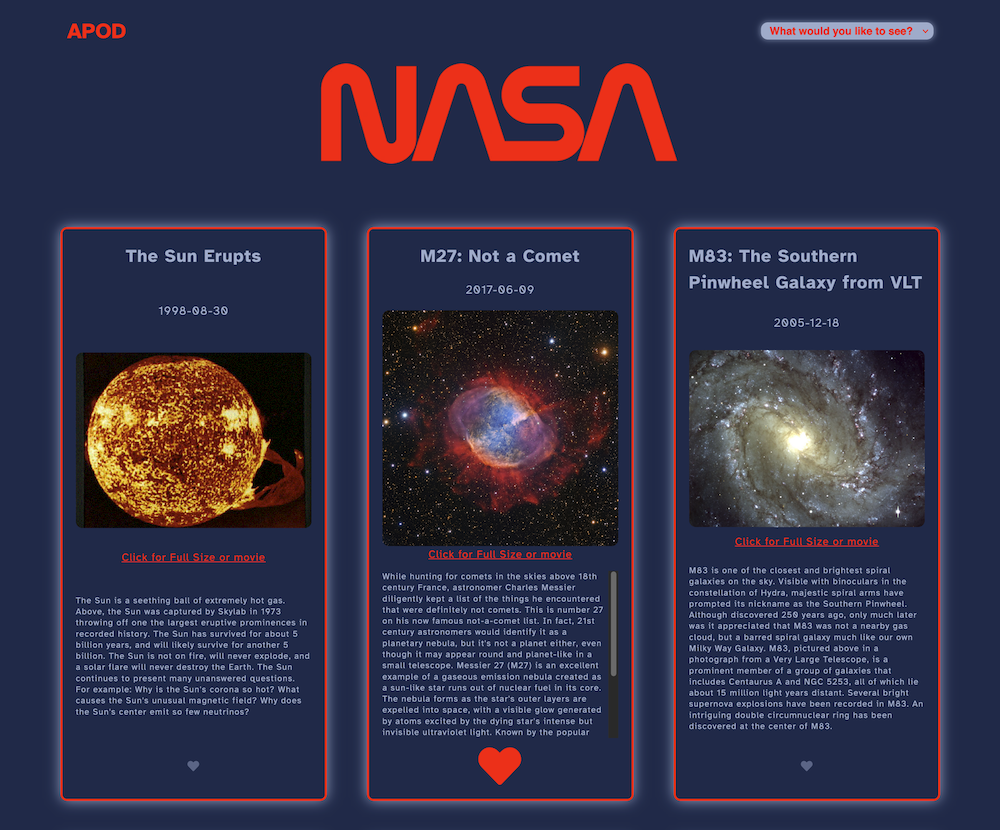 APOD
What would you like to see?
NASA
The Sun Erupts
1998-08-30
Click for Full Size or movie
The Sun is a seething ball of extremely hot gas.
Above, the Sun was captured by Skylab in 1973
throwing off one the largest eruptive prominences in
recorded history. The Sun has survived for about 5
billion years, and will likely survive for another 5
billion. The Sun is not on fire, will never explode, and
a solar flare will never destroy the Earth. The Sun
continues to present many unanswered questions.
For example: Why is the Sun's corona so hot? What
causes the Sun's unusual magnetic field? Why does
the Sun's center emit so few neutrinos?
M27: Not a Comet
2017-06-09
Click for Full Size or movie
While hunting for comets in the skies above 18th
century France, astronomer Charles Messier
diligently kept a list of the things he encountered
that were definitely not comets. This is number 27
on his now famous not-a-comet list. In fact, 21st
century astronomers would identify it as a
planetary nebula, but it's not a planet either, even
though it may appear round and planet-like in a
small telescope. Messier 27 (M27) is an excellent
example of a gaseous emission nebula created as
a sun-like star runs out of nuclear fuel in its core.
The nebula forms as the star's outer layers are
expelled into space, with a visible glow generated
by atoms excited by the dying star's intense but
invisible ultraviolet light. Known by the popular
M83: The Southern
Pinwheel Galaxy from VLT
2005-12-18
Click for Full Size or movie
M83 is one of the closest and brightest spiral
galaxies on the sky. Visible with binoculars in the
constellation of Hydra, majestic spiral arms have
prompted its nickname as the Southern Pinwheel.
Although discovered 250 years ago, only much later
was it appreciated that M83 was not a nearby gas
cloud, but a barred spiral galaxy much like our own
Milky Way Galaxy. M83, pictured above in a
photograph from a Very Large Telescope, is a
prominent member of a group of galaxies that
includes Centaurus A and NGC 5253, all of which lie
about 15 million light years distant. Several bright
supernova explosions have been recorded in M83. An
intriguing double circumnuclear ring has been
discovered at the center of M83.